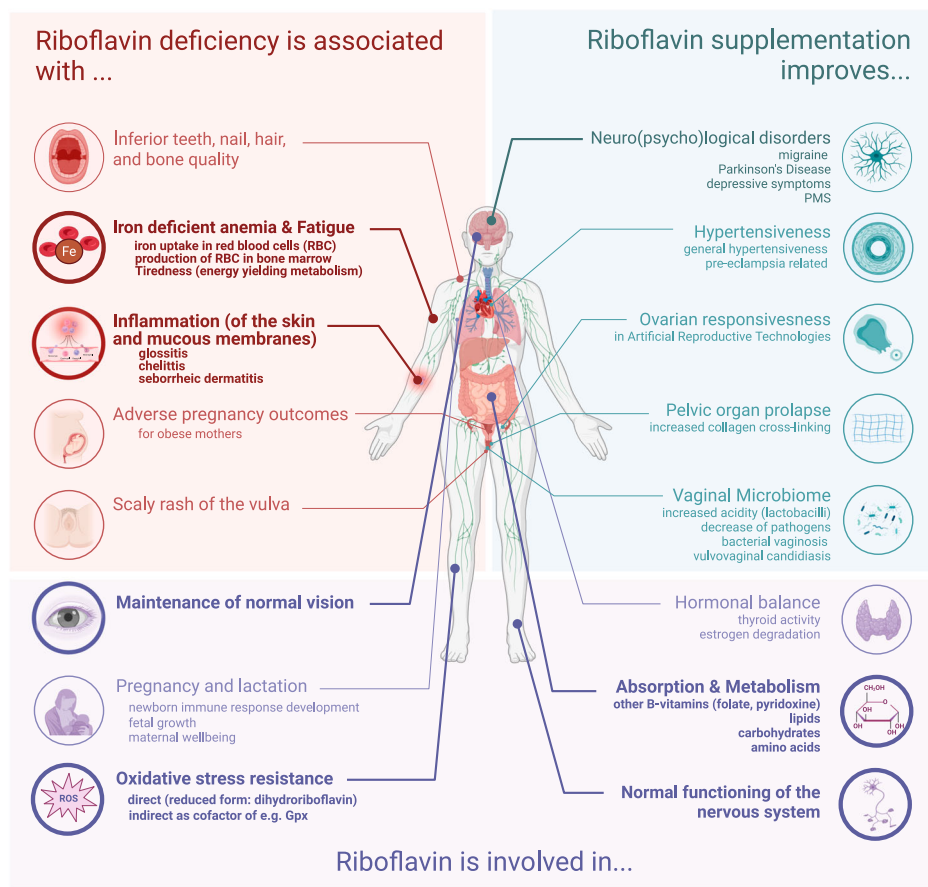 Riboflavin deficiency is associated
with ...
Inferior teeth, nail, hair,
and bone quality
Iron deficient anemia & Fatigue
iron uptake in red blood cells (RBC)
production of RBC in bone marrow
Tiredness (energy yielding metabolism)
Fe
Inflammation (of the skin
and mucous membranes)
glossitis
chelittis
seborrheic dermatitis
Adverse pregnancy outcomes
for obese mothers
Scaly rash of the vulva
Riboflavin supplementation
improves...
Neuro(psycho)logical disorders
migraine
Parkinson's Disease
depressive symptoms
PMS
Hypertensiveness
general hypertensiveness
pre-eclampsia related
Ovarian responsivesness
in Artificial Reproductive Technologies
Pelvic organ prolapse
increased collagen cross-linking
Vaginal Microbiome
increased acidity (lactobacilli)
decrease of pathogens
bacterial vaginosis
vulvovaginal candidiasis
Maintenance of normal vision
Pregnancy and lactation
newborn immune response development
fetal growth
maternal wellbeing
Oxidative stress resistance
direct (reduced form: dihydroriboflavin)
indirect as cofactor of e.g. Gpx
ROS
Hormonal balance
thyroid activity
estrogen degradation
Absorption & Metabolism
other B-vitamins (folate, pyridoxine)
lipids
carbohydrates
amino acids
CH₂OH
O
OH
OH
OH
OH
Normal functioning of the
nervous system
Riboflavin is involved in...